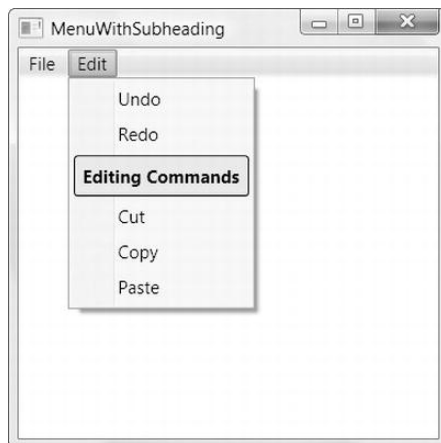 MenuWithSubheading
File Edit
Undo
Redo
Editing Commands
Cut
Copy
Paste